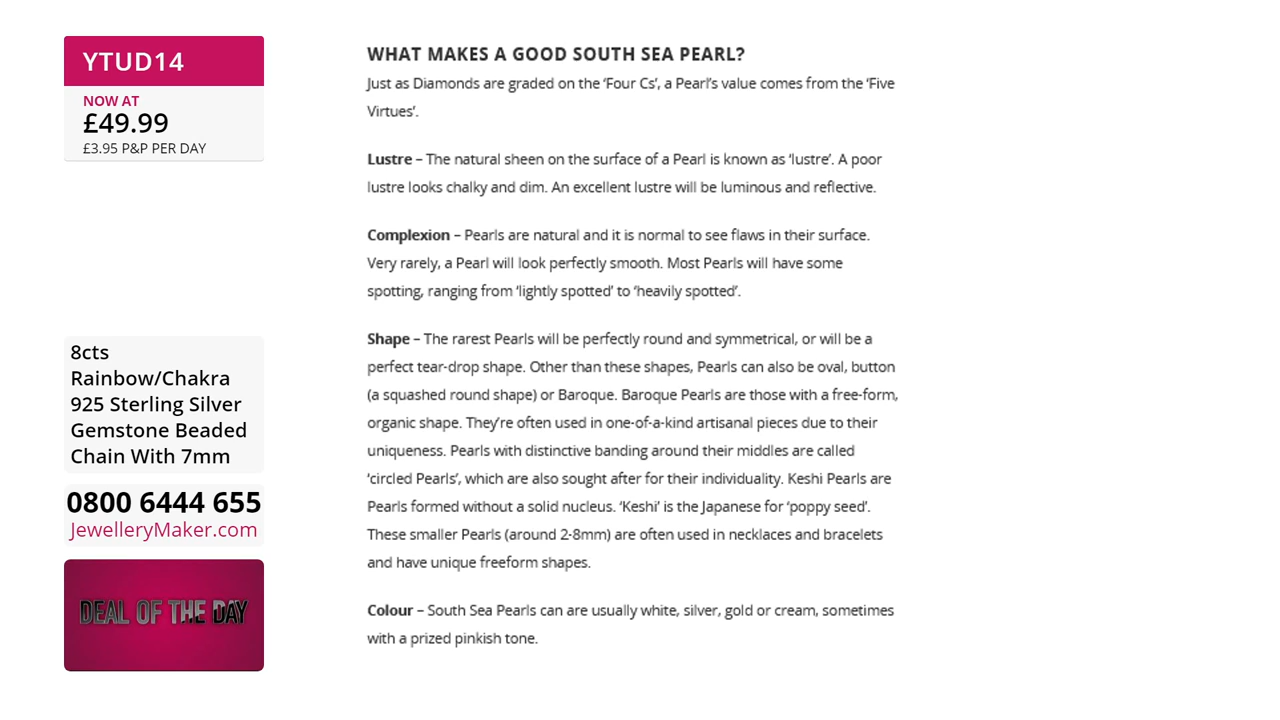 YTUD14
NOW AT
£49.99
£3.95 P&P PER DAY
8cts
Rainbow/Chakra
925 Sterling Silver
Gemstone Beaded
Chain With 7mm
0800 6444 655
JewelleryMaker.com
DEAL OF THE DAY
WHAT MAKES A GOOD SOUTH SEA PEARL?
Just as Diamonds are graded on the ‘Four Cs’, a Pearl’s value comes from the ‘Five
Virtues’.
Lustre – The natural sheen on the surface of a Pearl is known as ‘lustre’. A poor
lustre looks chalky and dim. An excellent lustre will be luminous and reflective.
Complexion – Pearls are natural and it is normal to see flaws in their surface.
Very rarely, a Pearl will look perfectly smooth. Most Pearls will have some
spotting, ranging from ‘lightly spotted’ to ‘heavily spotted’.
Shape – The rarest Pearls will be perfectly round and symmetrical, or will be a
perfect tear-drop shape. Other than these shapes, Pearls can also be oval, button
(a squashed round shape) or Baroque. Baroque Pearls are those with a free-form,
organic shape. They’re often used in one-of-a-kind artisanal pieces due to their
uniqueness. Pearls with distinctive banding around their middles are called
‘circled Pearls’, which are also sought after for their individuality. Keshi Pearls are
Pearls formed without a solid nucleus. ‘Keshi’ is the Japanese for ‘poppy seed’.
These smaller Pearls (around 2-8mm) are often used in necklaces and bracelets
and have unique freeform shapes.
Colour – South Sea Pearls can are usually white, silver, gold or cream, sometimes
with a prized pinkish tone.